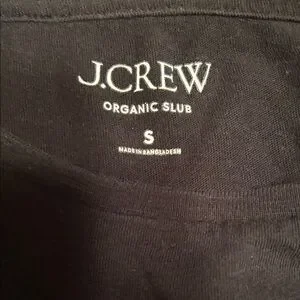 J.CREW
ORGANIC SLUB
S
MADE IN BANGLADESH